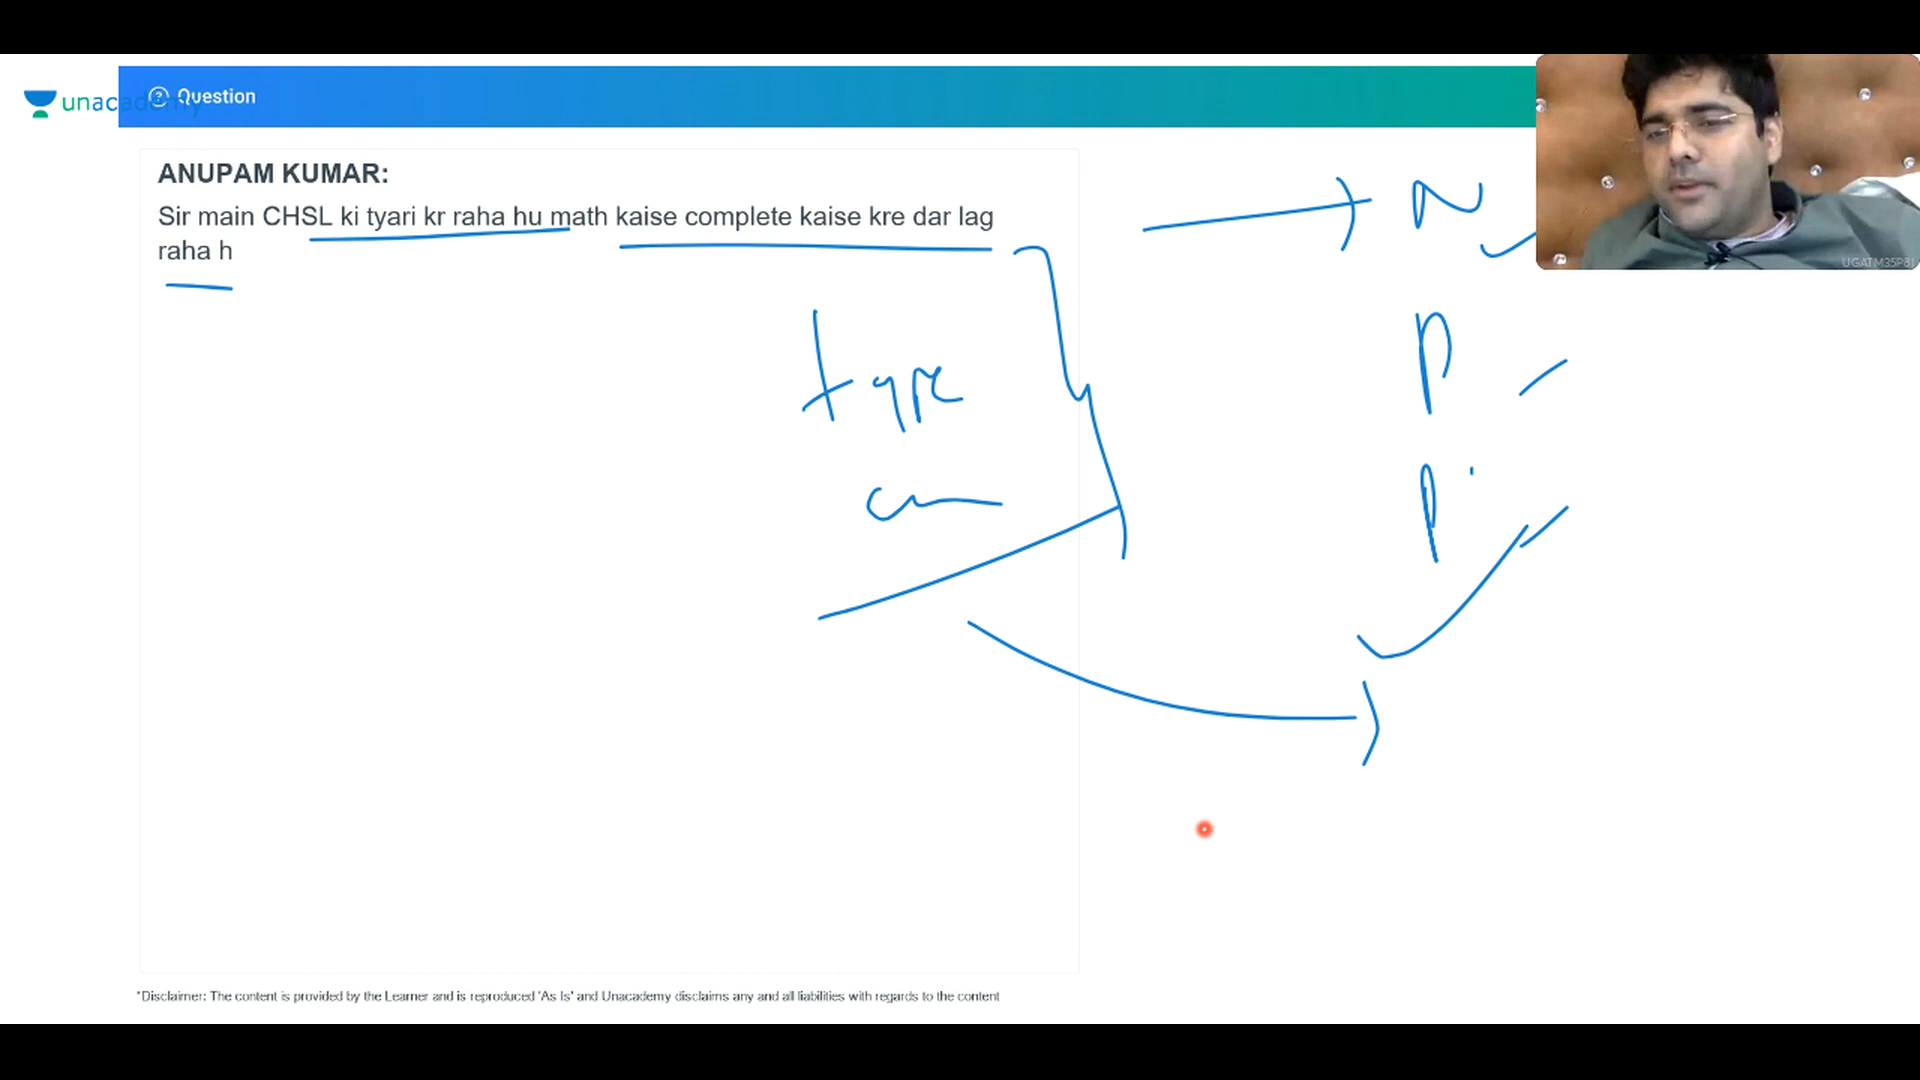 unacademy
Question
ANUPAM KUMAR:
Sir main CHSL ki tyari kr raha hu math kaise complete kaise kre dar lag
raha h
N
P
type
P
UGATM35P81
*Disclaimer: The content is provided by the Learner and is reproduced 'As Is' and Unacademy disclaims any and all liabilities with regards to the content